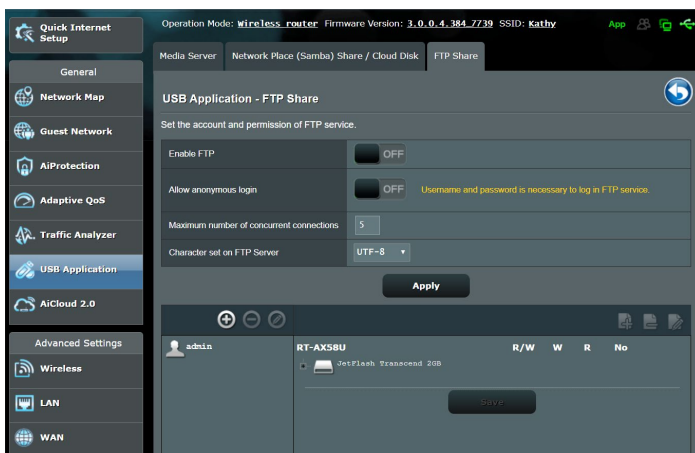 Quick Internet
Setup
Operation Mode: Wireless router Firmware Version: 3.0.0.4.384_7739 SSID: Kathy
App
Media Server
Network Place (Samba) Share / Cloud Disk
FTP Share
General
Network Map
Guest Network
AiProtection
Adaptive QoS
Traffic Analyzer
USB Application
AiCloud 2.0
Advanced Settings
Wireless
LAN
WAN
USB Application - FTP Share
Set the account and permission of FTP service.
Enable FTP
OFF
Allow anonymous login
OFF
Username and password is necessary to log in FTP service.
Maximum number of concurrent connections
5
Character set on FTP Server
UTF-8
Apply
admin
RT-AX58U
R/W W R No
JetFlash Transcend 2GB
Save